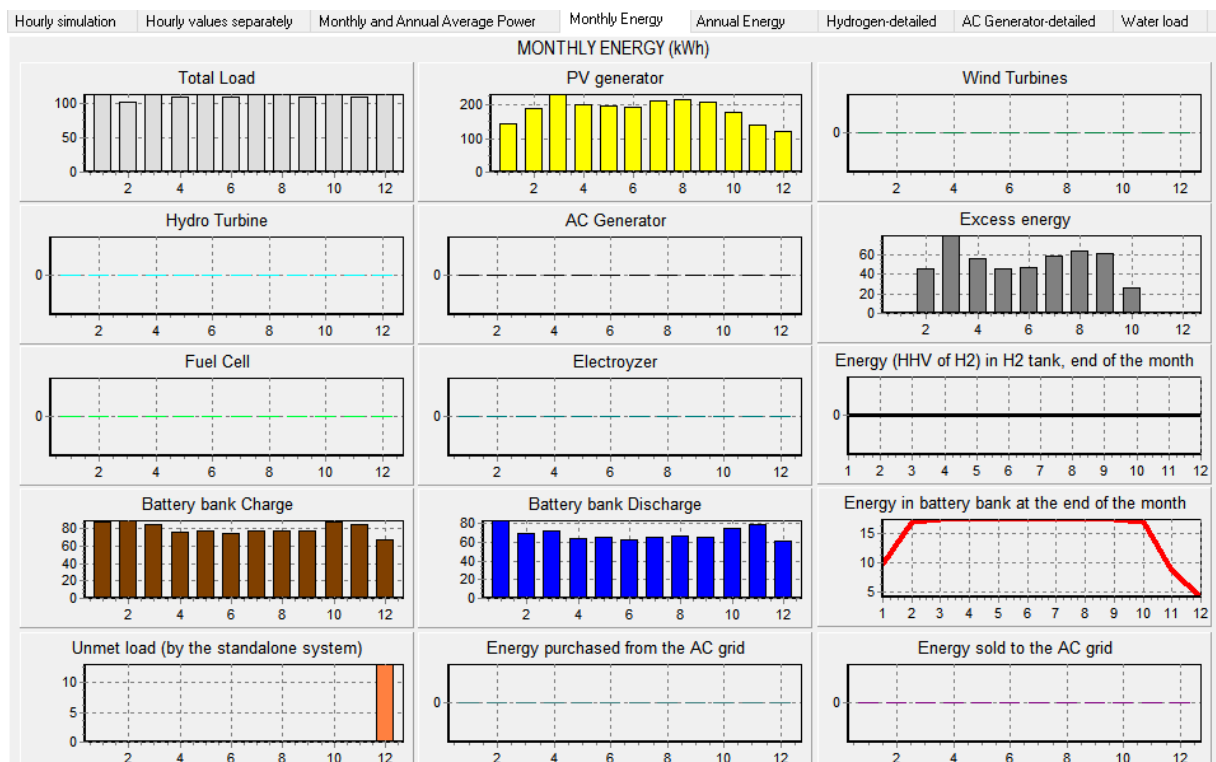 Hourly simulation Hourly values separately Monthly and Annual Average Power Monthly Energy Annual Energy Hydrogen-detailed AC Generator-detailed Water load
MONTHLY ENERGY (kWh)
Total Load
100
50
0
2 4 6 8 10 12
PV generator
200
100
0
2 4 6 8 10 12
Wind Turbines
0
2 4 6 8 10 12
Hydro Turbine
0
2 4 6 8 10 12
AC Generator
0
2 4 6 8 10 12
Excess energy
60
40
20
0
2 4 6 8 10 12
Fuel Cell
0
2 4 6 8 10 12
Electroyzer
0
2 4 6 8 10 12
Energy (HHV of H2) in H2 tank, end of the month
0
1 2 3 4 5 6 7 8 9 10 11 12
Battery bank Charge
80
60
40
20
0
2 4 6 8 10 12
Battery bank Discharge
80
60
40
20
0
2 4 6 8 10 12
Energy in battery bank at the end of the month
15
10
5
1 2 3 4 5 6 7 8 9 10 11 12
Unmet load (by the standalone system)
10
5
0
2 4 6 8 10 12
Energy purchased from the AC grid
0
2 4 6 8 10 12
Energy sold to the AC grid
0
2 4 6 8 10 12